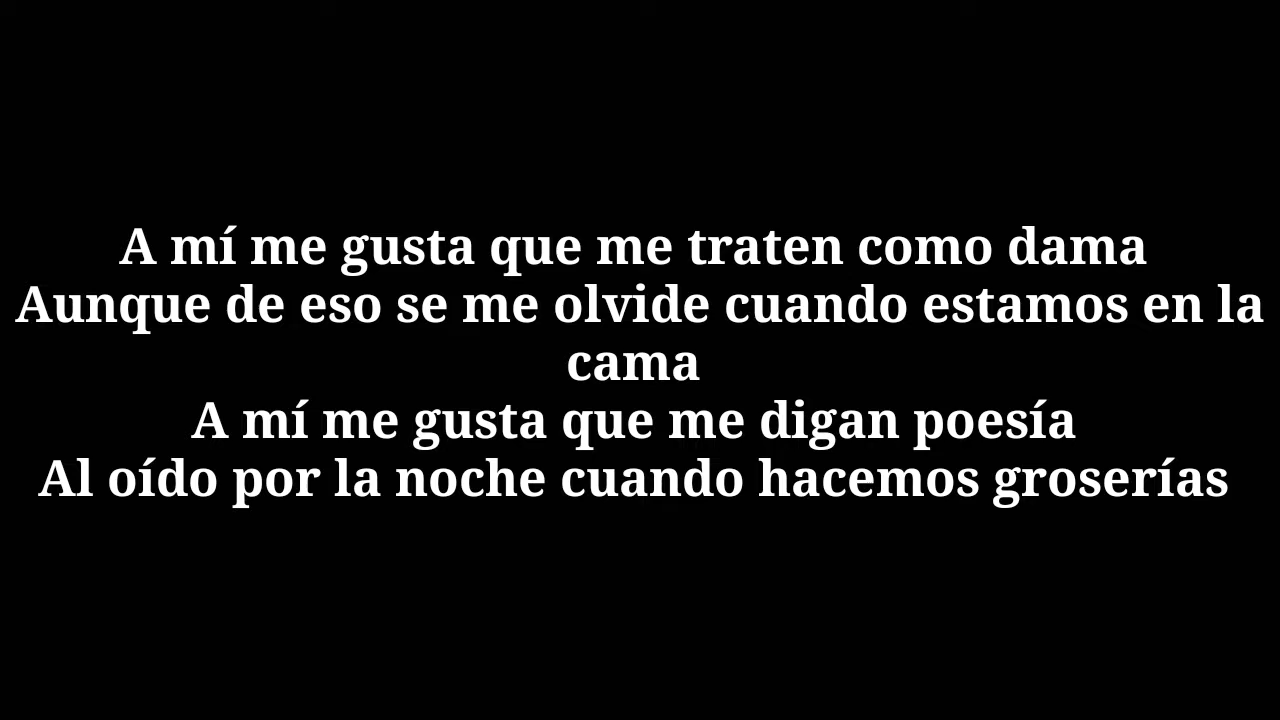 A mí me gusta que me traten como dama
Aunque de eso se me olvide cuando estamos en la
cama
A mí me gusta que me digan poesía
Al oído por la noche cuando hacemos groserías